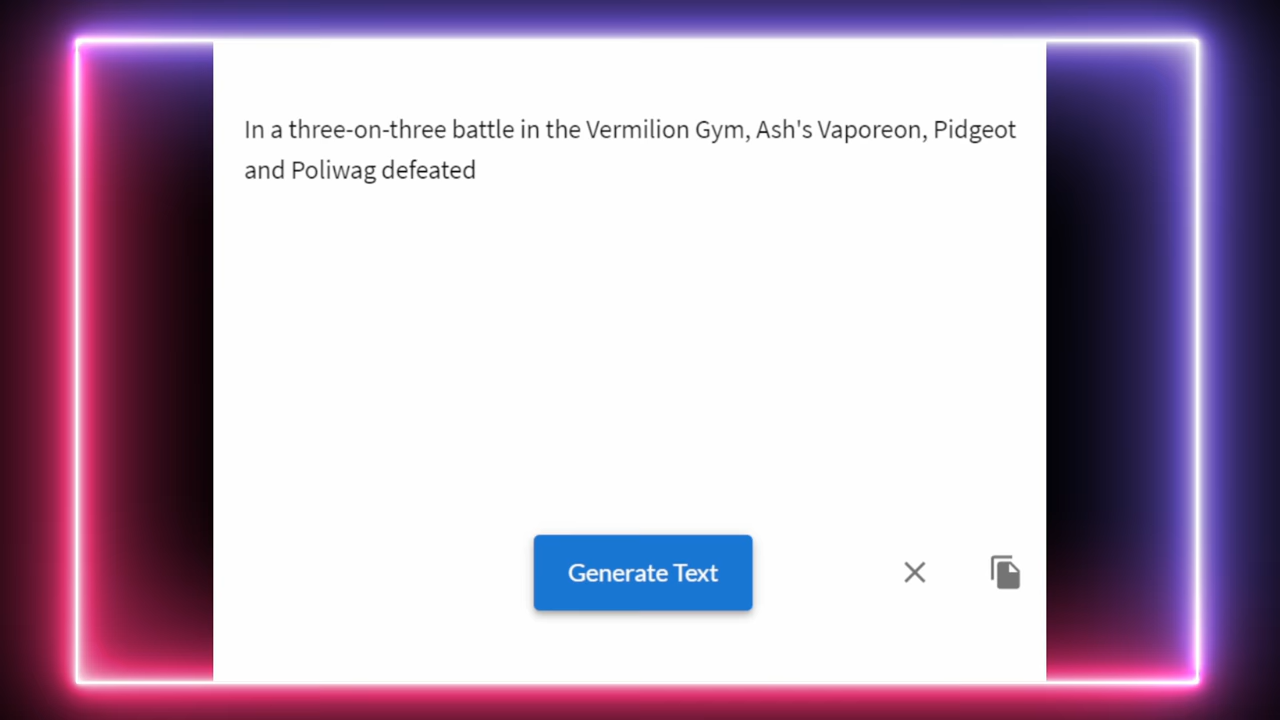 In a three-on-three battle in the Vermilion Gym, Ash's Vaporeon, Pidgeot
and Poliwag defeated
Generate Text